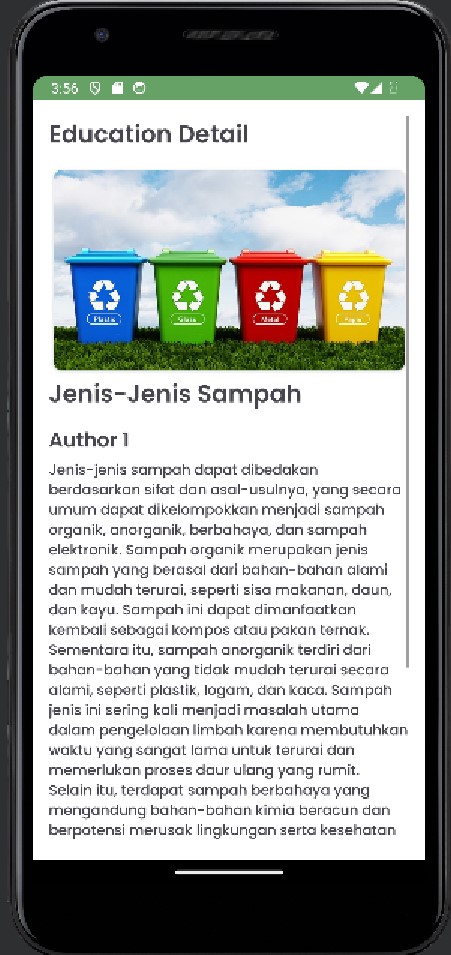 3:58
Education Detail
Plastic
Glass
Metal
Paper
Jenis-Jenis Sampah
Author 1
Jenis-jenis sampah dapat dibedakan
berdasarkan sifat dan asal-usulnya, yang secara
umum dapat dikelompokkan menjadi sampah
organik, anorganik, berbahaya, dan sampah
elektronik. Sampah organik merupakan jenis
sampah yang berasal dari bahan-bahan alami
dan mudah terurai, seperti sisa makanan, daun,
dan kayu. Sampah ini dapat dimanfaatkan
kembali sebagai kompos atau pakan ternak.
Sementara itu, sampah anorganik terdiri dari
bahan-bahan yang tidak mudah terurai secara
alami, seperti plastik, logam, dan kaca. Sampah
jenis ini sering kali menjadi masalah utama
dalam pengelolaan limbah karena membutuhkan
waktu yang sangat lama untuk terurai dan
memerlukan proses daur ulang yang rumit.
Selain itu, terdapat sampah berbahaya yang
mengandung bahan-bahan kimia beracun dan
berpotensi merusak lingkungan serta kesehatan